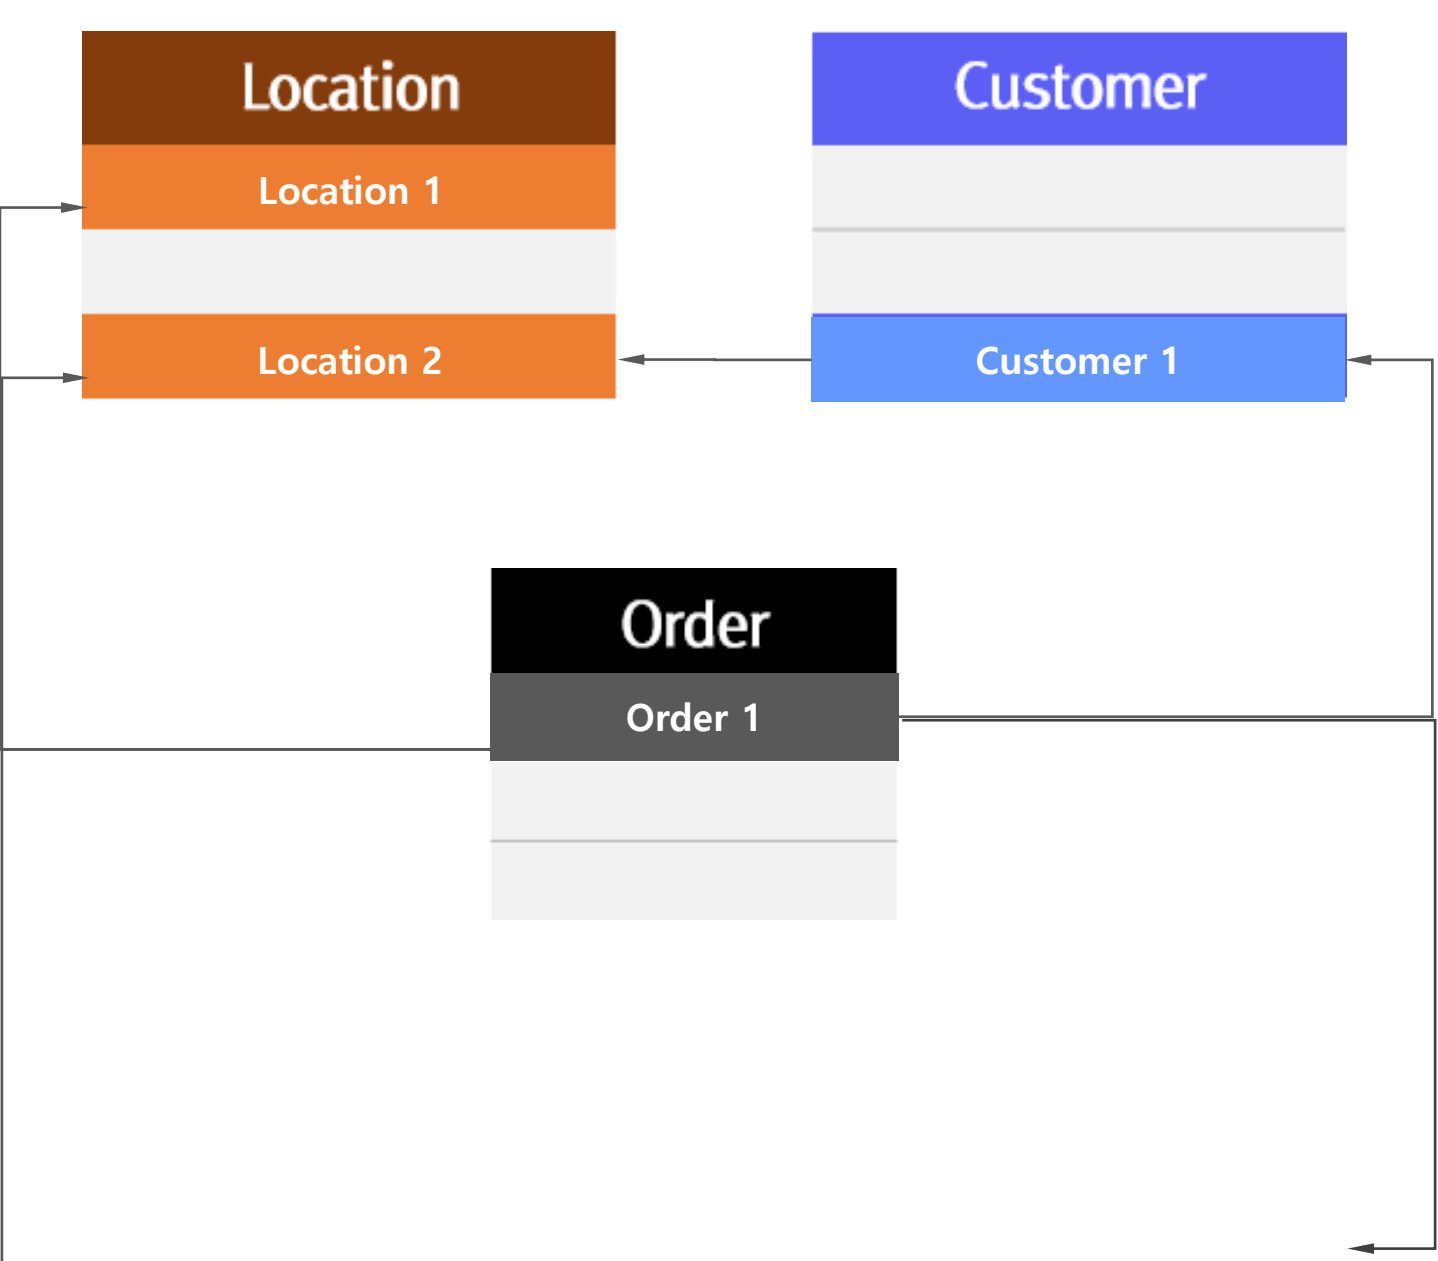 Location
Customer
Location 1
Location 2
Customer 1
Order
Order 1